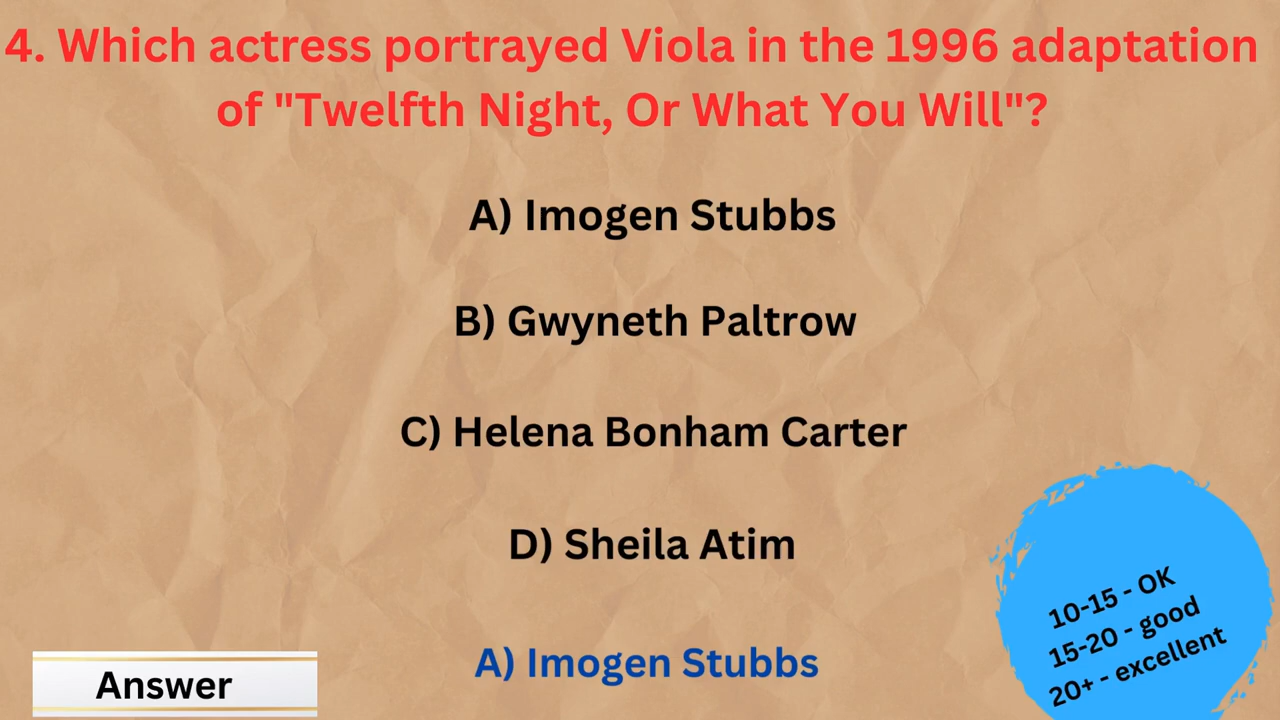 4. Which actress portrayed Viola in the 1996 adaptation
of "Twelfth Night, Or What You Will"?
A) Imogen Stubbs
B) Gwyneth Paltrow
C) Helena Bonham Carter
D) Sheila Atim
A) Imogen Stubbs
Answer
10-15 - OK
15-20 - good
20+ - excellent